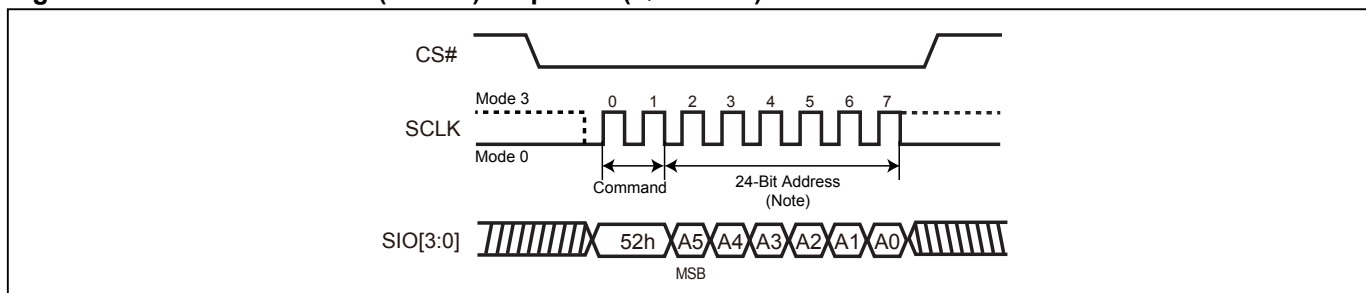 CS#
Mode 3
0 1 2 3 4 5 6 7
SCLK
Mode 0
Command
24-Bit Address
(Note)
SIO[3:0]
52h A5 A4 A3 A2 A1 A0
MSB